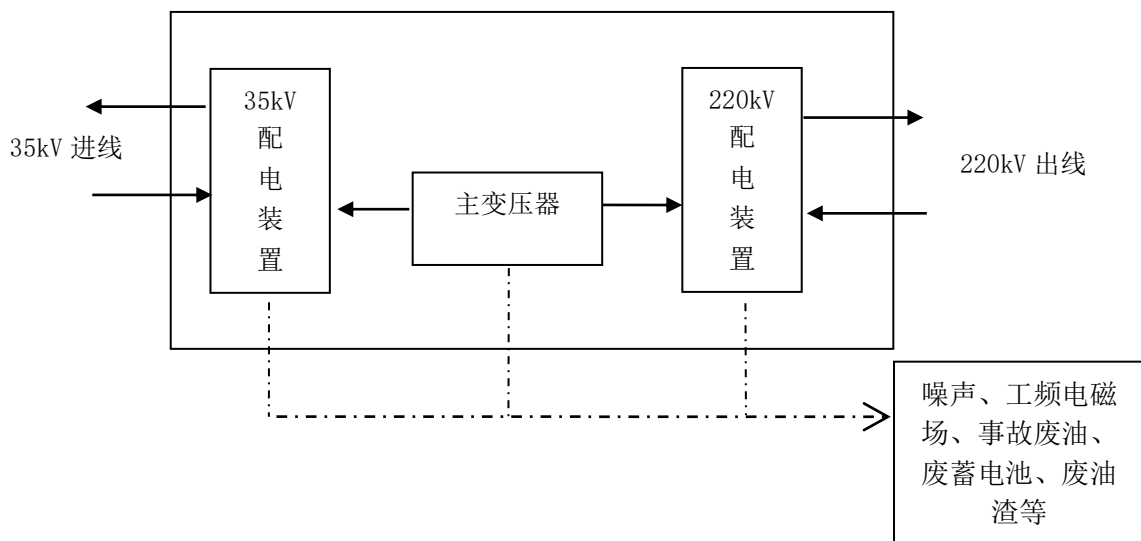 35kV
配
电
装
置
220kV
配
电
装
置
35kV 进线
主变压器
220kV 出线
噪声、工频电磁
场、事故废油、
废蓄电池、废油
渣等